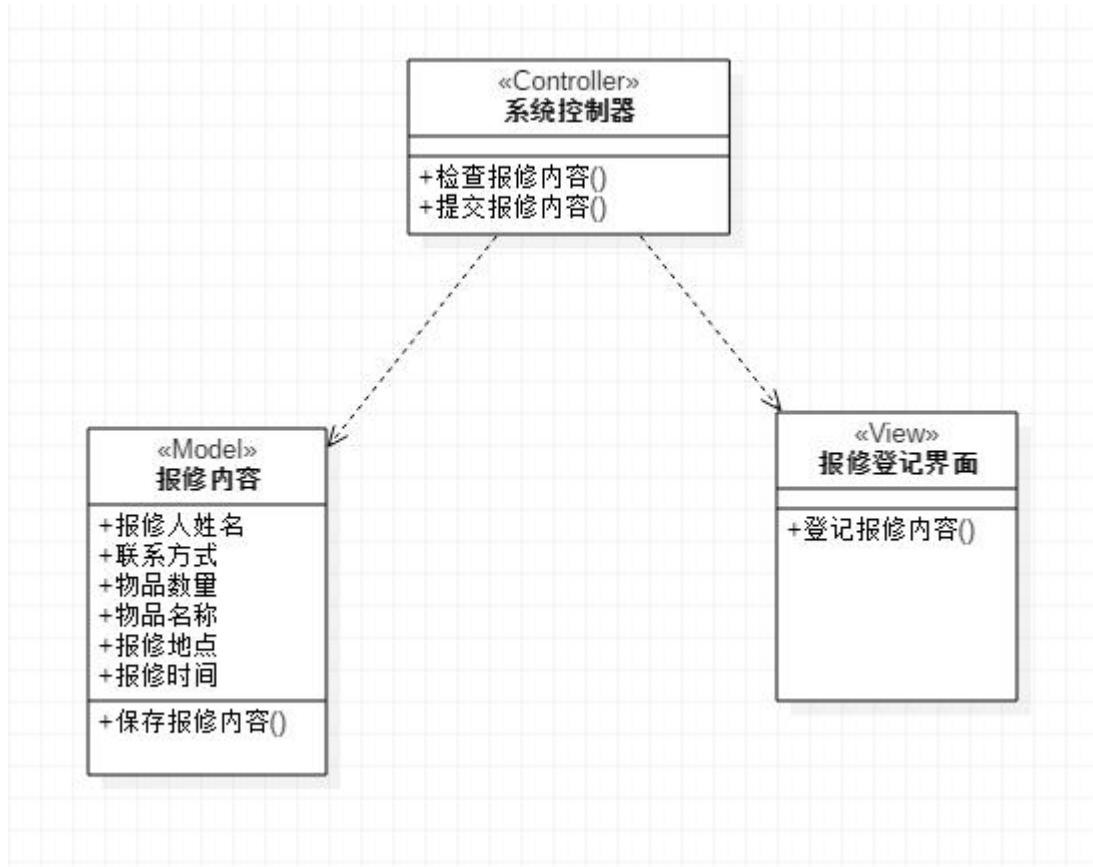 «Controller»
系统控制器
+检查报修内容()
+提交报修内容()
«Model»
报修内容
+报修人姓名
+联系方式
+物品数量
+物品名称
+报修地点
+报修时间
+保存报修内容()
«View»
报修登记界面
+登记报修内容()